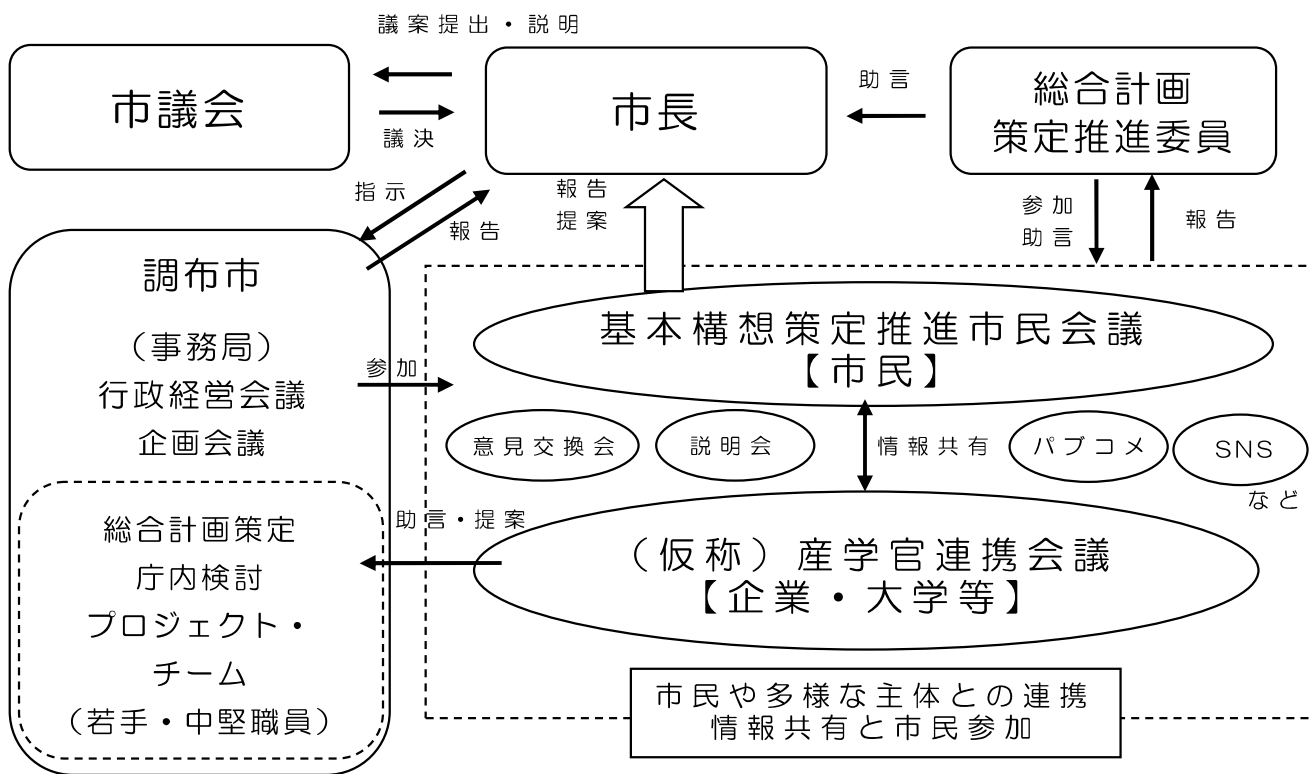 議案提出・説明
市議会
議決
市長
助言
総合計画
策定推進委員
指示
報告
報告
提案
参加
助言
報告
調布市
（事務局）
行政経営会議
企画会議
総合計画策定
庁内検討
プロジェクト・
チーム
（若手・中堅職員）
参加
助言・提案
基本構想策定推進市民会議
【市民】
意見交換会
説明会
情報共有
パブコメ
SNS
など
（仮称）産学官連携会議
【企業・大学等】
市民や多様な主体との連携
情報共有と市民参加